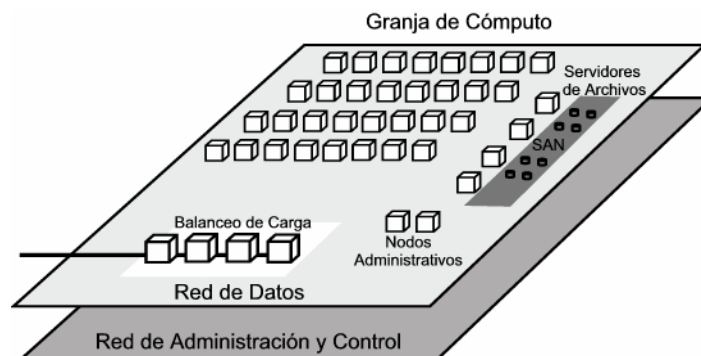 Granja de Cómputo
Servidores
de Archivos
SAN
Balanceo de Carga
Nodos
Administrativos
Red de Datos
Red de Administración y Control